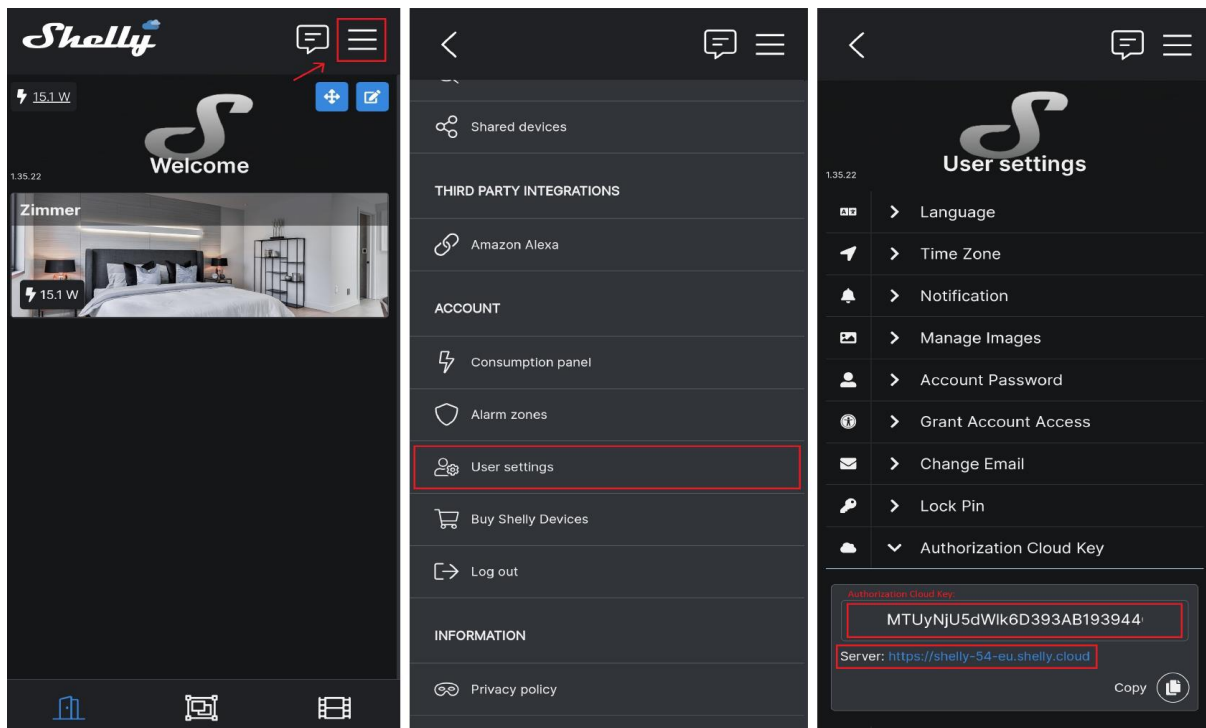 Shelly
15.1 W
Welcome
1.35.22
Zimmer
15.1 W
Shared devices
THIRD PARTY INTEGRATIONS
Amazon Alexa
ACCOUNT
Consumption panel
Alarm zones
User settings
Buy Shelly Devices
Log out
INFORMATION
Privacy policy
User settings
1.35.22
Language
Time Zone
Notification
Manage Images
Account Password
Grant Account Access
Change Email
Lock Pin
Authorization Cloud Key
Authorization Cloud Key:
MTUyNjU5dWlk6D393AB193944
Server: https://shelly-54-eu.shelly.cloud
Copy